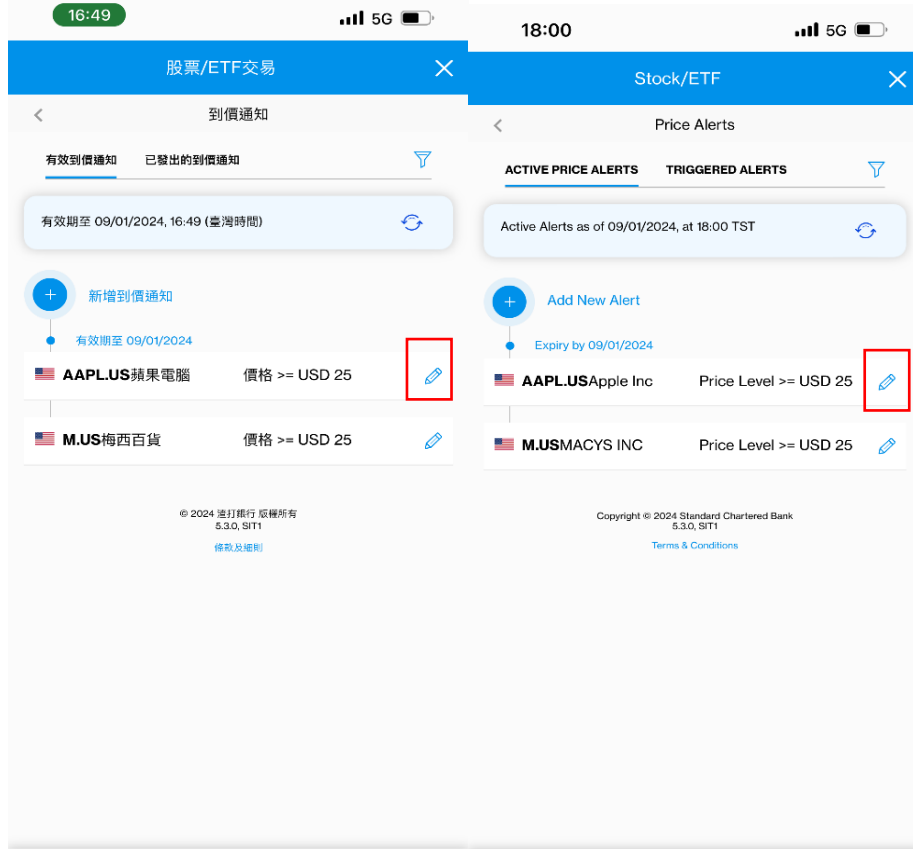 16:49
5G
股票/ETF交易
到價通知
有效到價通知 已發出的到價通知
有效期至 09/01/2024, 16:49 (臺灣時間)
新增到價通知
有效期至 09/01/2024
AAPL.US蘋果電腦 價格 >= USD 25
M.US梅西百貨 價格 >= USD 25
© 2024 渣打銀行 版權所有
5.3.0, SIT1
條款及細則
18:00
5G
Stock/ETF
Price Alerts
ACTIVE PRICE ALERTS TRIGGERED ALERTS
Active Alerts as of 09/01/2024, at 18:00 TST
Add New Alert
Expiry by 09/01/2024
AAPL.USApple Inc Price Level >= USD 25
M.USMACYS INC Price Level >= USD 25
Copyright © 2024 Standard Chartered Bank
5.3.0, SIT1
Terms & Conditions